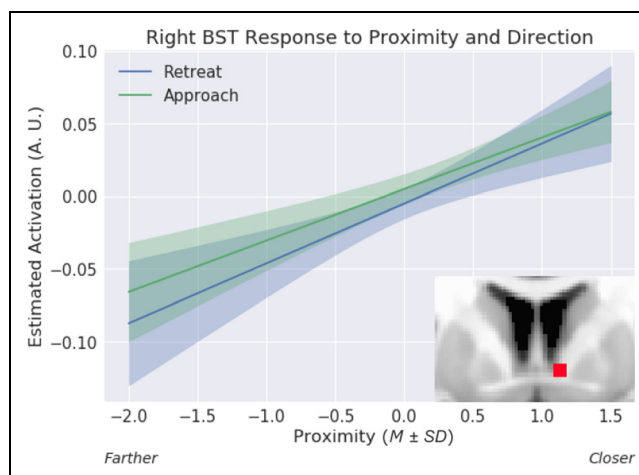 Right BST Response to Proximity and Direction
Retreat
Approach
Estimated Activation (A. U.)
0.10
0.05
0.00
−0.05
−0.10
−2.0 −1.5 −1.0 −0.5 0.0 0.5 1.0 1.5
Proximity (M ± SD)
Farther Closer